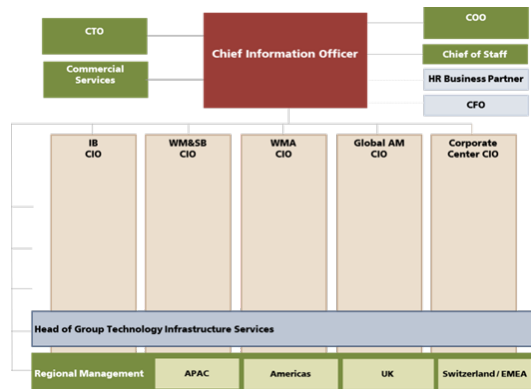 CTO
Commercial
Services
Chief Information Officer
COO
Chief of Staff
HR Business Partner
CFO
IB
CIO
WM&SB
CIO
WMA
CIO
Global AM
CIO
Corporate
Center CIO
Head of Group Technology Infrastructure Services
Regional Management
APAC
Americas
UK
Switzerland / EMEA